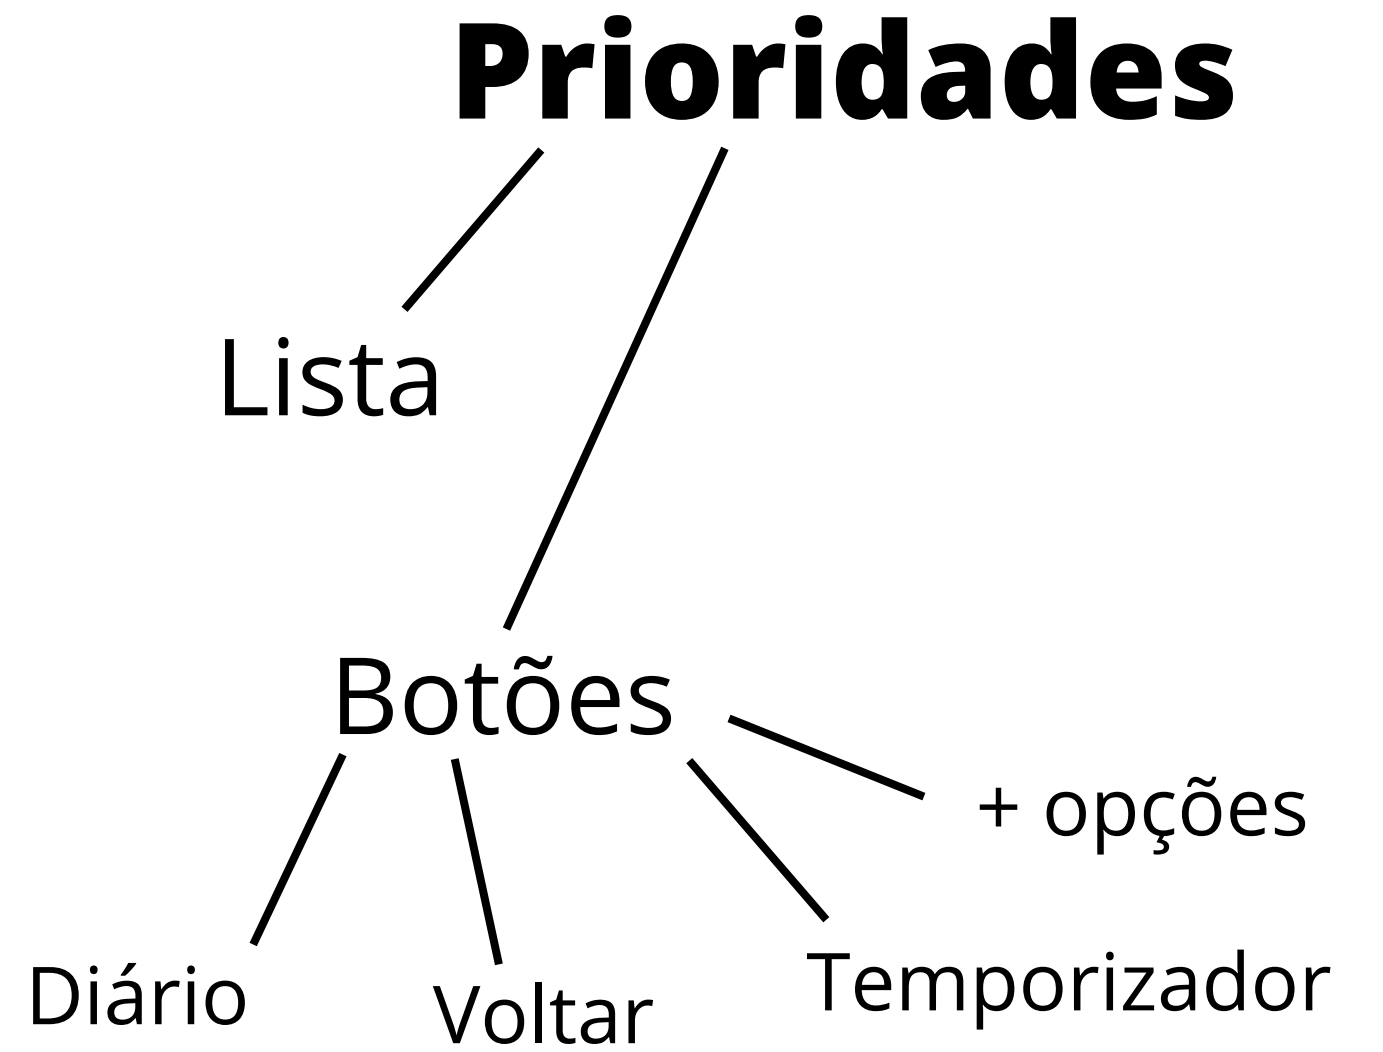 Prioridades
Lista
Botões
+ opções
Diário
Voltar
Temporizador